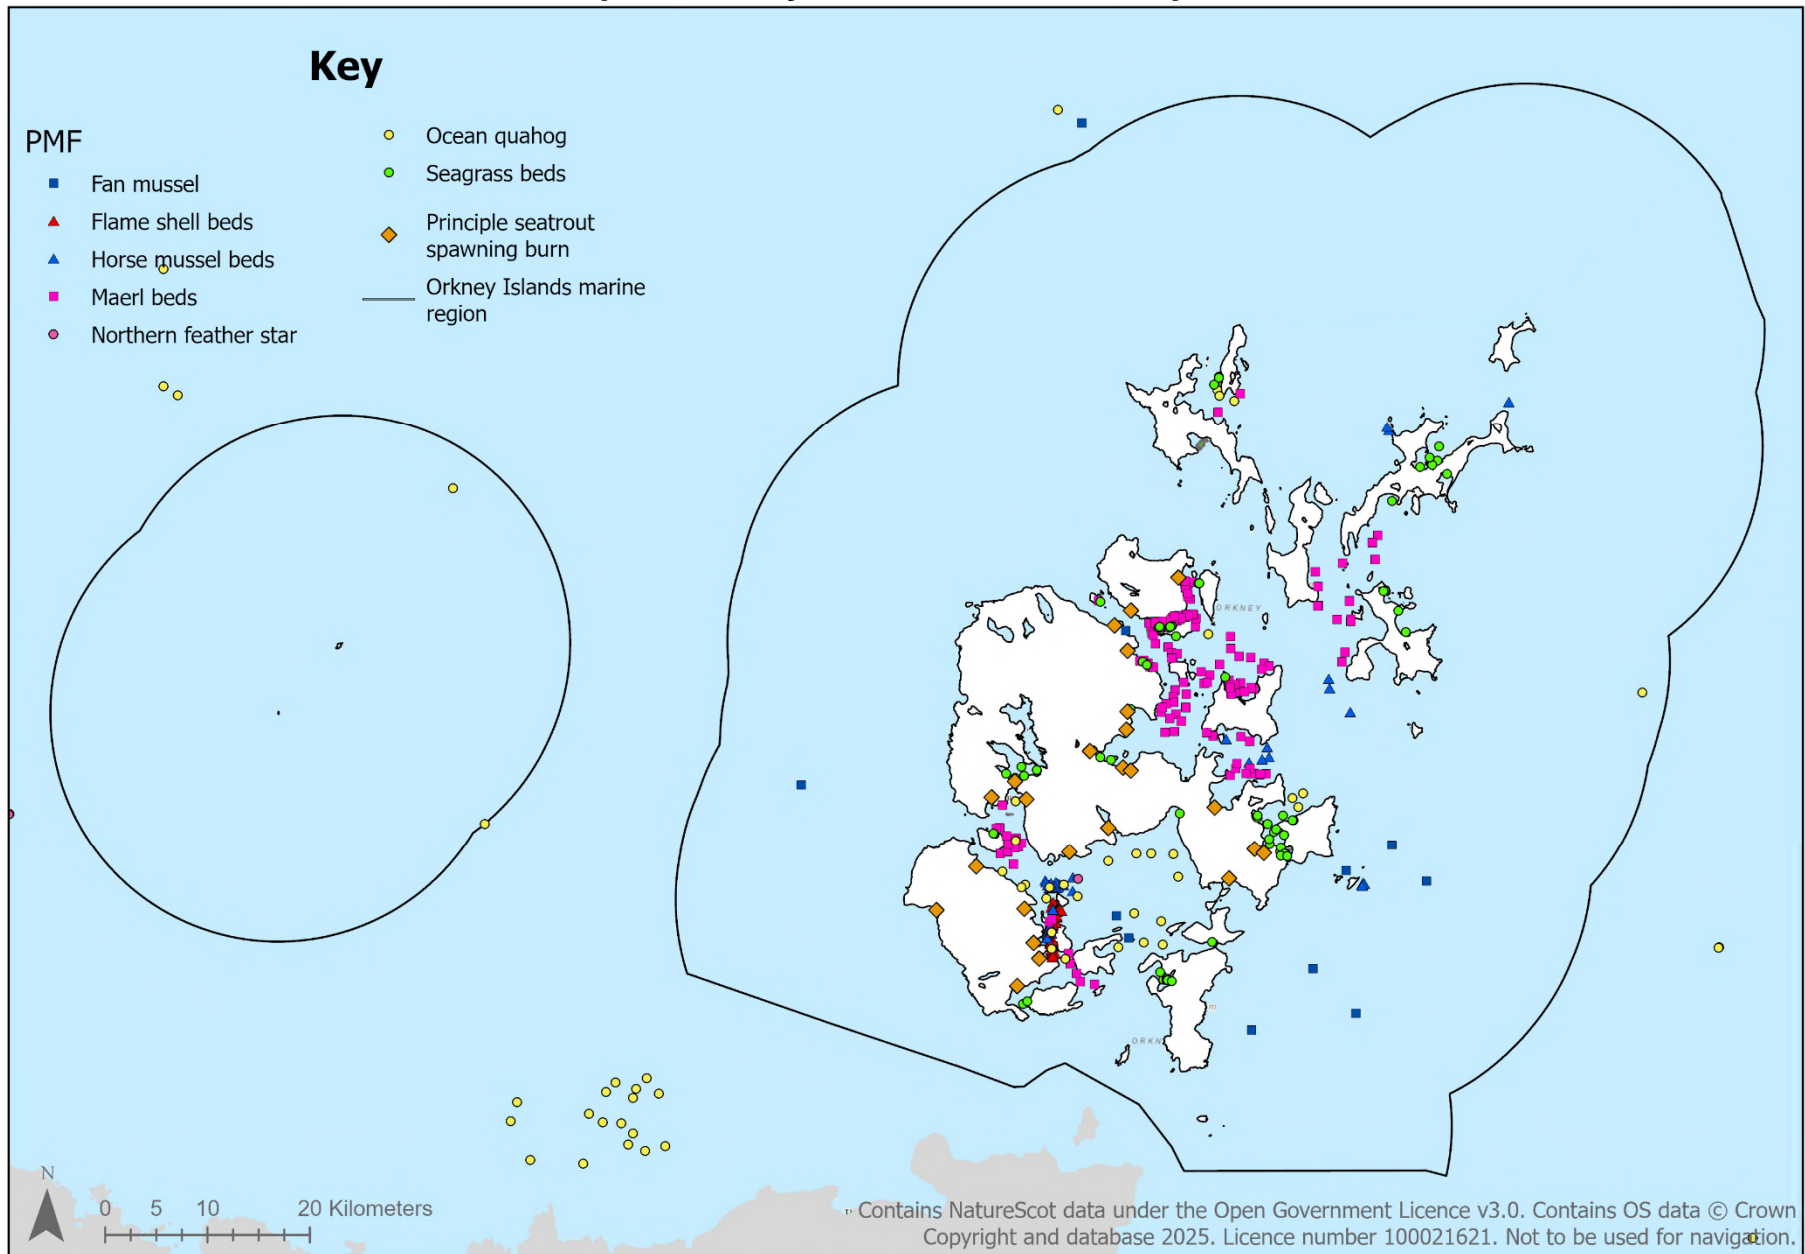 Key
PMF
Fan mussel
Flame shell beds
Horse mussel beds
Maerl beds
Northern feather star
Ocean quahog
Seagrass beds
Principle seatrout
spawning burn
Orkney Islands marine
region
ORKNEY
ORKN
N
0 5 10 20 Kilometers
Contains NatureScot data under the Open Government Licence v3.0. Contains OS data © Crown
Copyright and database 2025. Licence number 100021621. Not to be used for navigation.